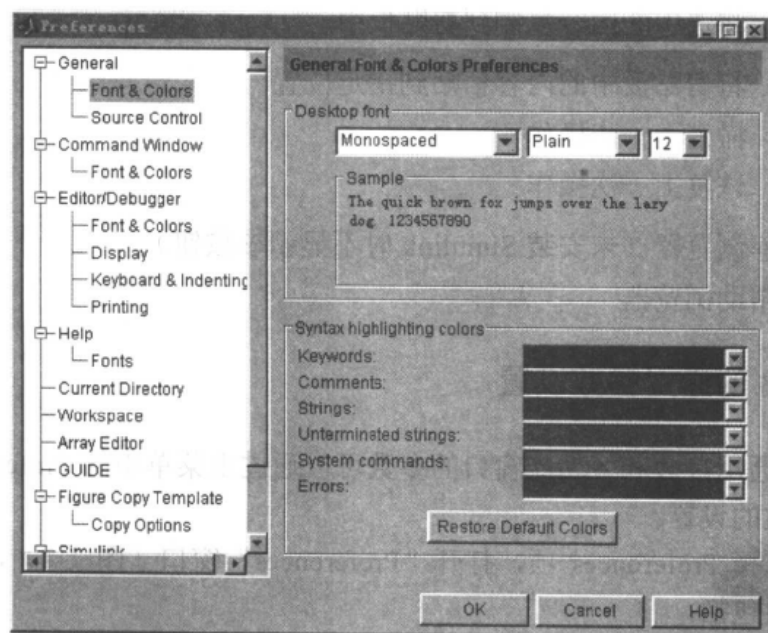 Preferences
General
Font & Colors
Source Control
Command Window
Font & Colors
Editor/Debugger
Font & Colors
Display
Keyboard & Indenting
Printing
Help
Fonts
Current Directory
Workspace
Array Editor
GUIDE
Figure Copy Template
Copy Options
Simulink
General Font & Colors Preferences
Desktop font
Monospaced
Plain
12
Sample
The quick brown fox jumps over the lazy
dog. 1234567890
Syntax highlighting colors
Keywords:
Comments:
Strings:
Unterminated strings:
System commands:
Errors:
Restore Default Colors
OK
Cancel
Help